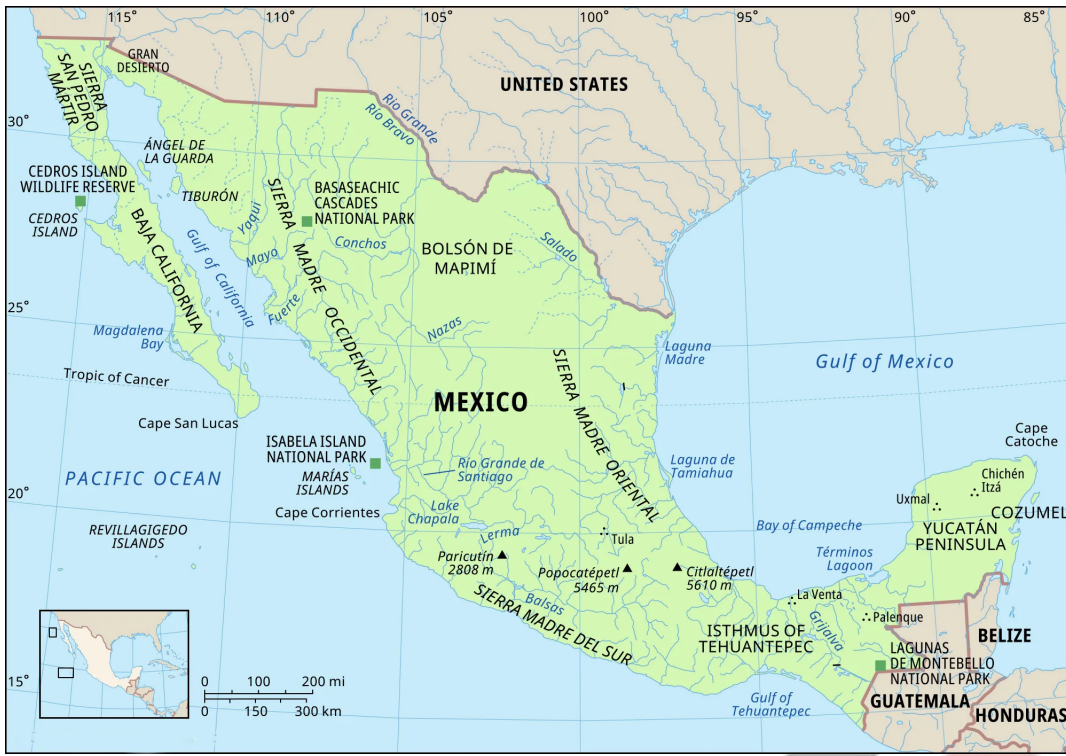 115°
110°
105°
100°
95°
90°
85°
GRAN
DESIERTO
SIERRA
SAN PEDRO
MÁRTIR
UNITED STATES
Rio Grande
Rio Bravo
30°
ÁNGEL DE
LA GUARDA
CEDROS ISLAND
WILDLIFE RESERVE
TIBURÓN
BASASEACHIC
CASCADES
NATIONAL PARK
CEDROS
ISLAND
BAJA CALIFORNIA
Gulf of California
Yaqui
Mayo
Fuerte
SIERRA MADRE OCCIDENTAL
Conchos
BOLSÓN DE
MAPIMÍ
Salado
25°
Magdalena
Bay
Nazas
Laguna
Madre
Gulf of Mexico
Tropic of Cancer
MEXICO
SIERRA MADRE ORIENTAL
Cape San Lucas
Cape
Catoche
ISABELA ISLAND
NATIONAL PARK
PACIFIC OCEAN
MARÍAS
ISLANDS
Rio Grande de
Santiago
Laguna de
Tamiahua
Chichén
Itzá
20°
Uxmal
COZUMEL
Cape Corrientes
Lake
Chapala
REVILLAGIGEDO
ISLANDS
Lerma
Tula
Bay of Campeche
YUCATÁN
PENINSULA
Paricutín
2808 m
Popocatépetl
5465 m
Citlaltépetl
5610 m
Términos
Lagoon
Balsas
La Venta
SIERRA MADRE DEL SUR
Palenque
Grijalva
ISTHMUS OF
TEHUANTEPEC
BELIZE
LAGUNAS
DE MONTEBELLO
NATIONAL PARK
15°
0 100 200 mi
0 150 300 km
Gulf of
Tehuantepec
GUATEMALA
HONDURAS